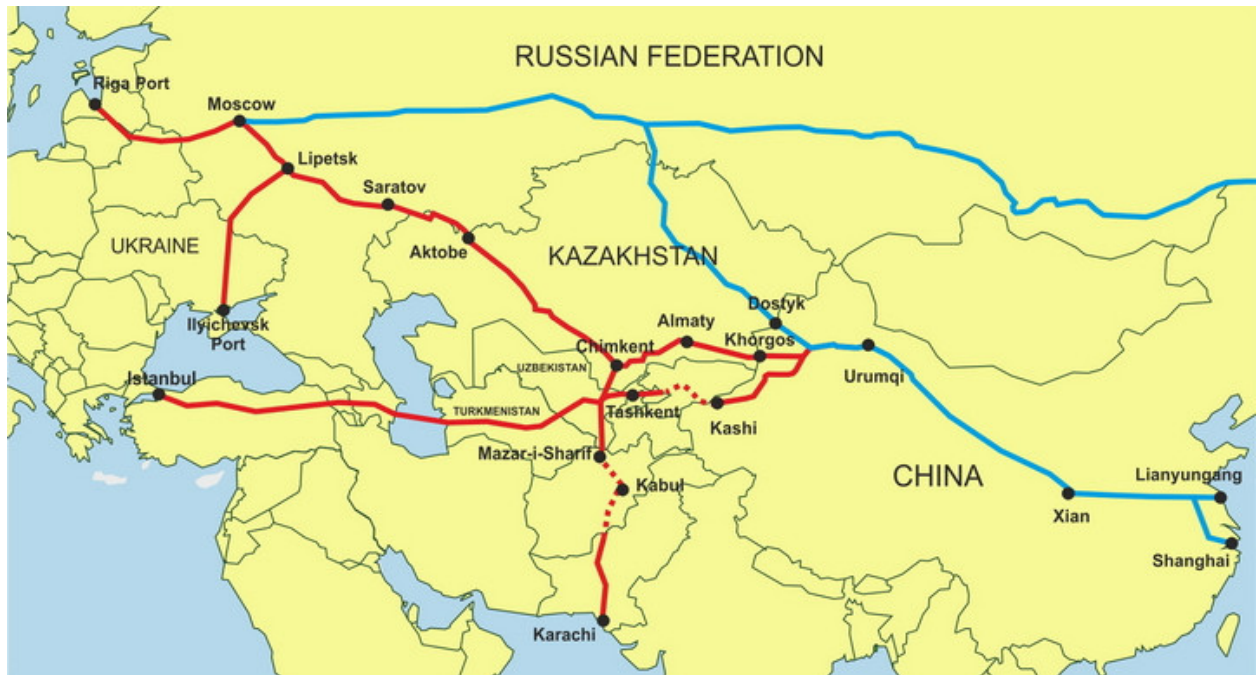 RUSSIAN FEDERATION
Riga Port
Moscow
Lipetsk
Saratov
UKRAINE
Aktobe
KAZAKHSTAN
Dostyk
Ilyichevsk
Port
Almaty
Khorgos
Chimkent
UZBEKISTAN
Urumqi
Istanbul
TURKMENISTAN
Tashkent
Kashi
Mazar-i-Sharif
Kabul
CHINA
Lianyungang
Xian
Shanghai
Karachi